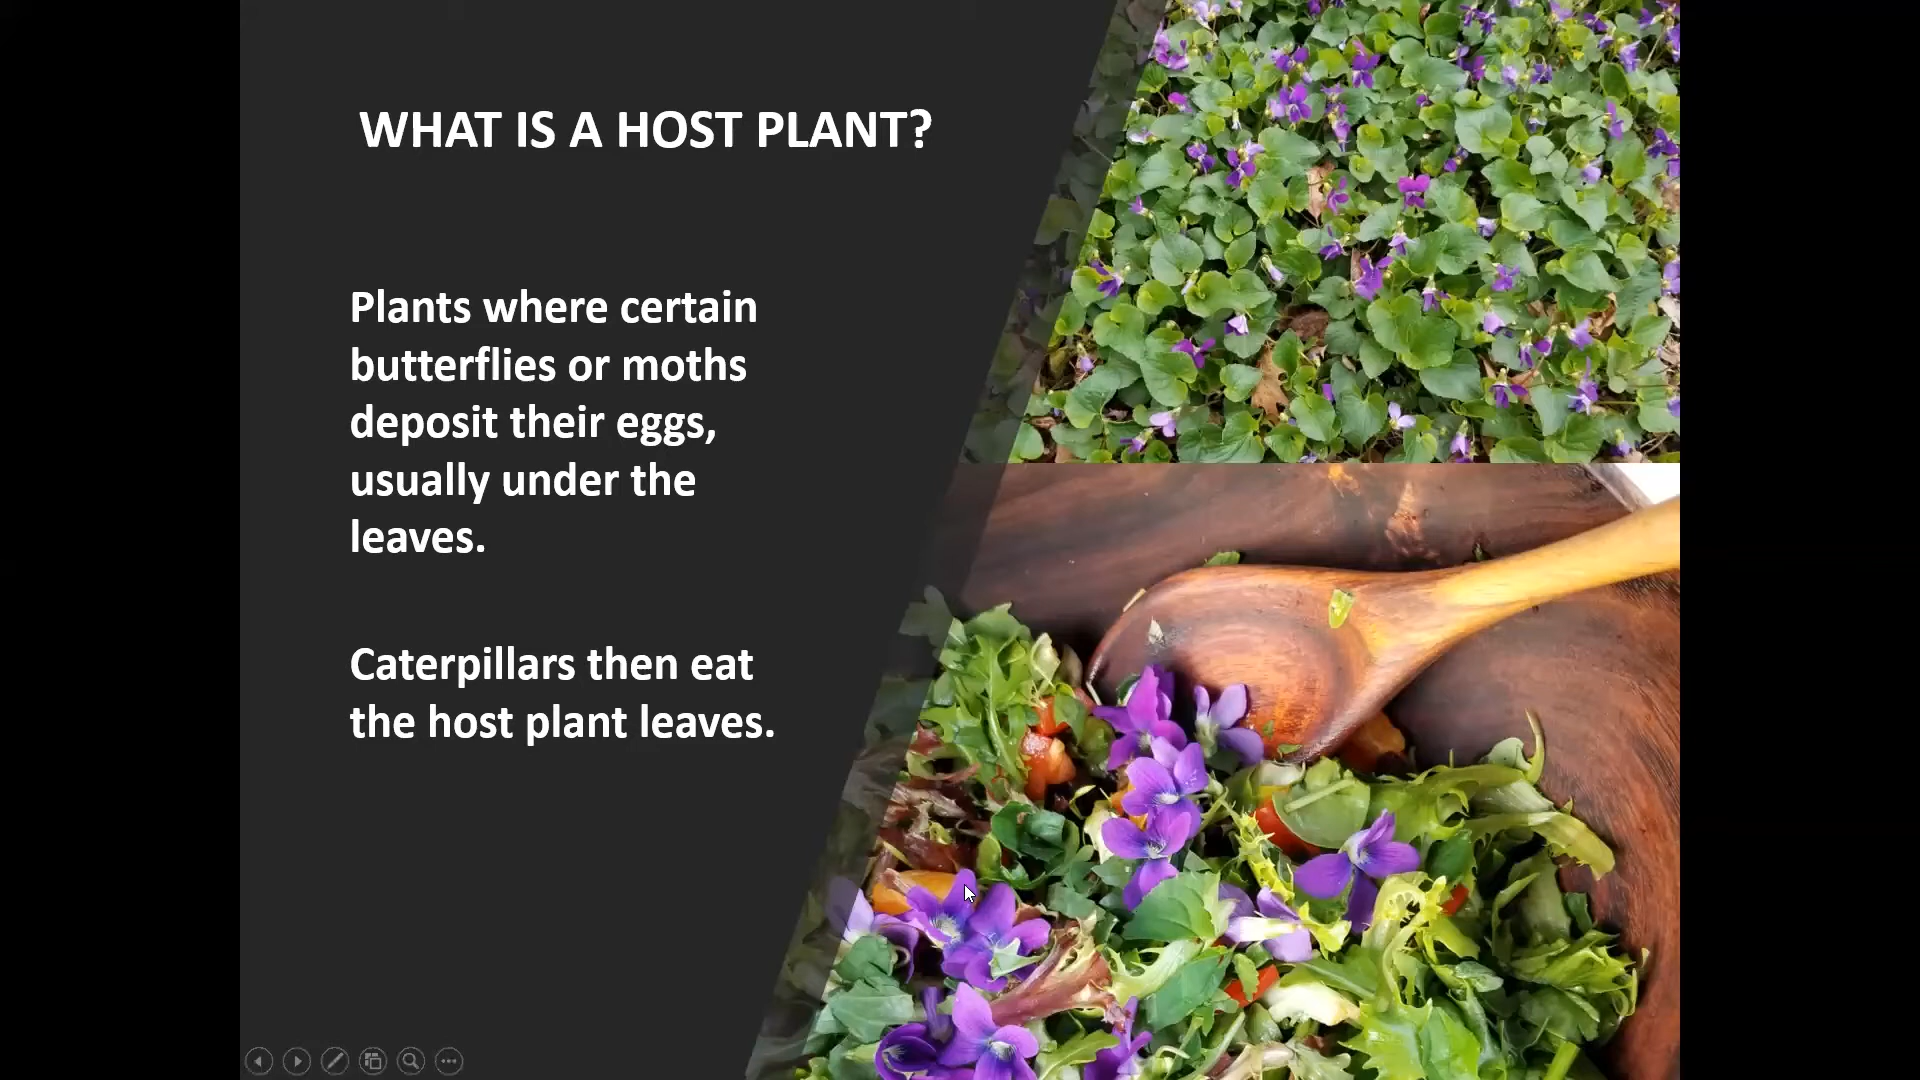 WHAT IS A HOST PLANT?
Plants where certain
butterflies or moths
deposit their eggs,
usually under the
leaves.
Caterpillars then eat
the host plant leaves.